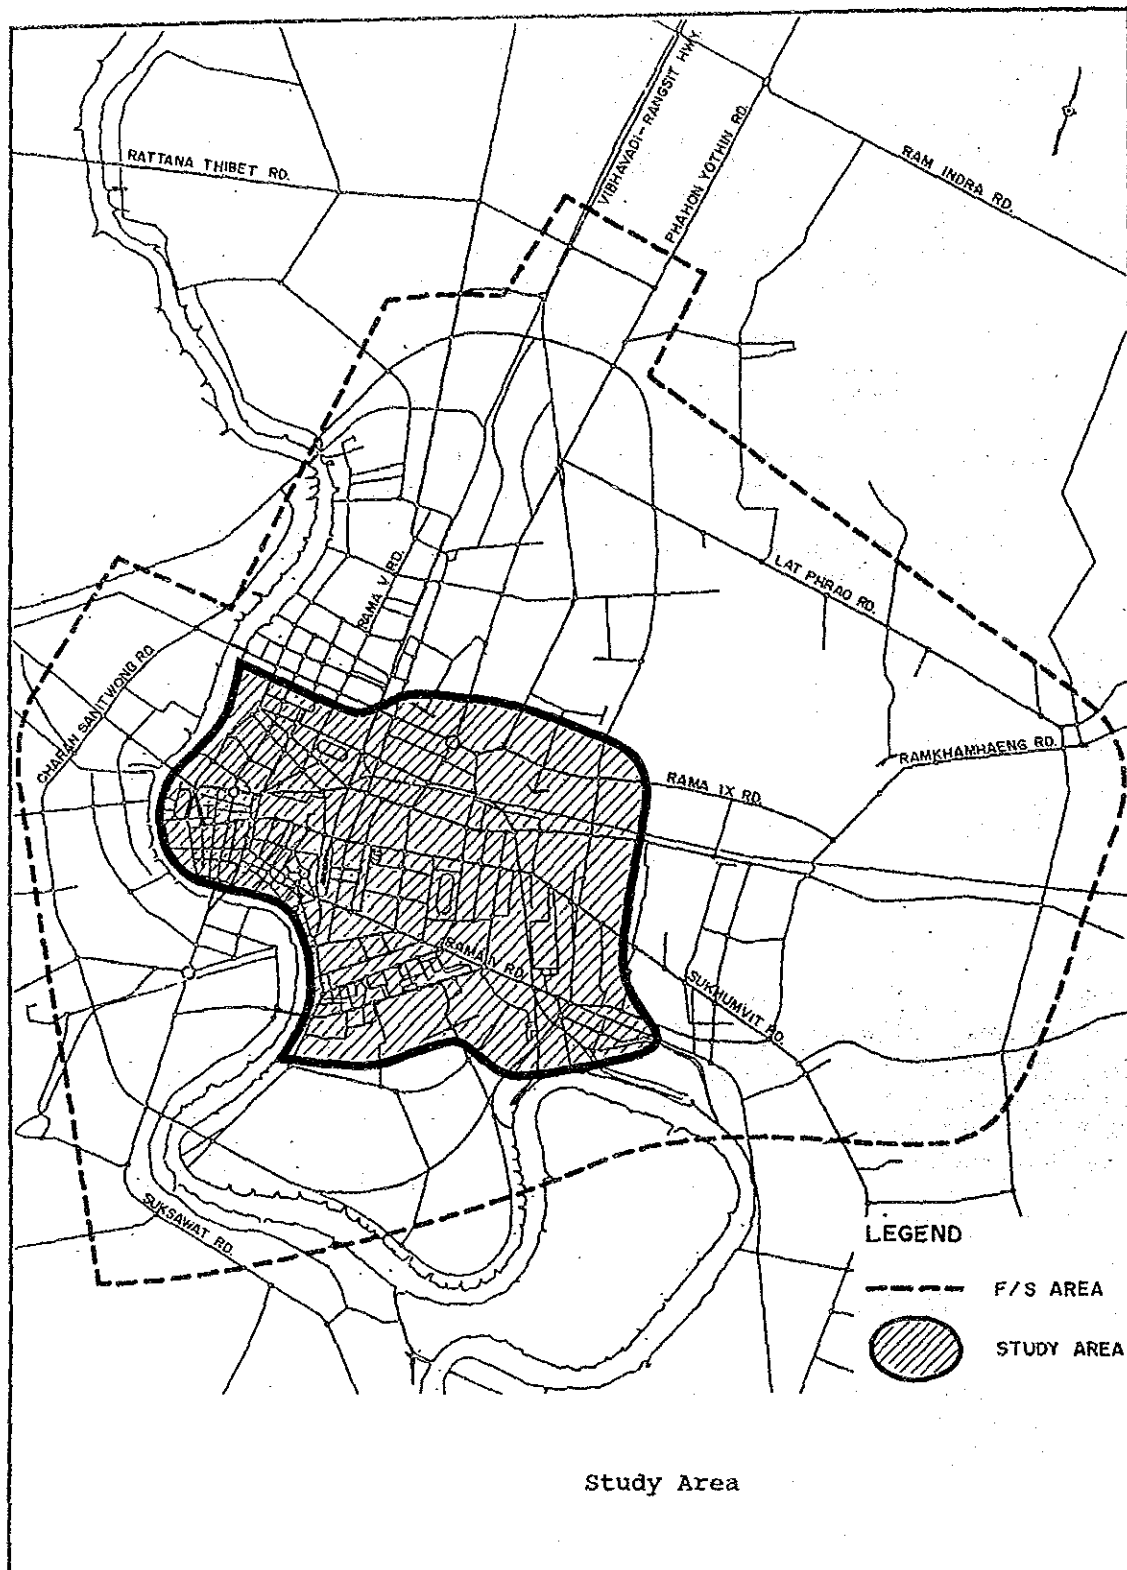 VIBHAVADI-RANGSIT HWY.
PHAHON YOTHIN RD.
RAM INDRA RD.
RATTANA THIBET RD.
RAMA V RD.
LAT PHRAO RD.
CHARAN SANITWONG RD.
RAMKHAMHAENG RD.
RAMA IX RD.
RAMA IV RD.
SUKHUMVIT RD.
SUKSAWAT RD.
LEGEND
F/S AREA
STUDY AREA
Study Area